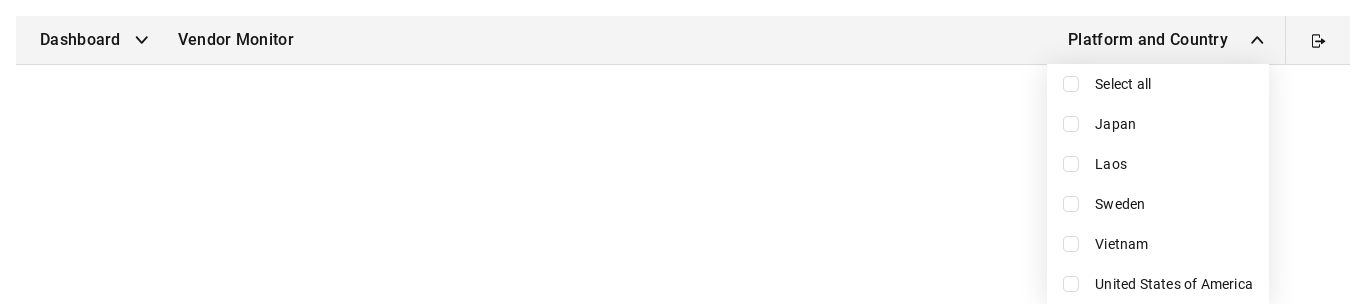 Dashboard Vendor Monitor Platform and Country
Select all
Japan
Laos
Sweden
Vietnam
United States of America